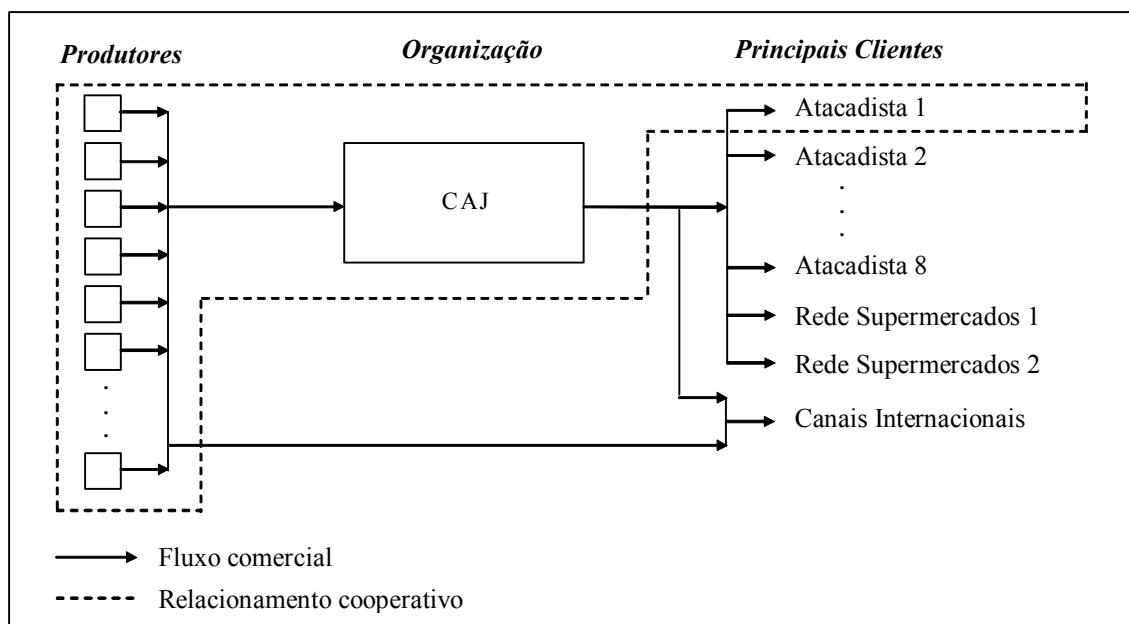 Produtores
Organização
Principais Clientes
Atacadista 1
Atacadista 2
.
.
.
CAJ
Atacadista 8
Rede Supermercados 1
Rede Supermercados 2
.
.
.
Canais Internacionais
Fluxo comercial
Relacionamento cooperativo